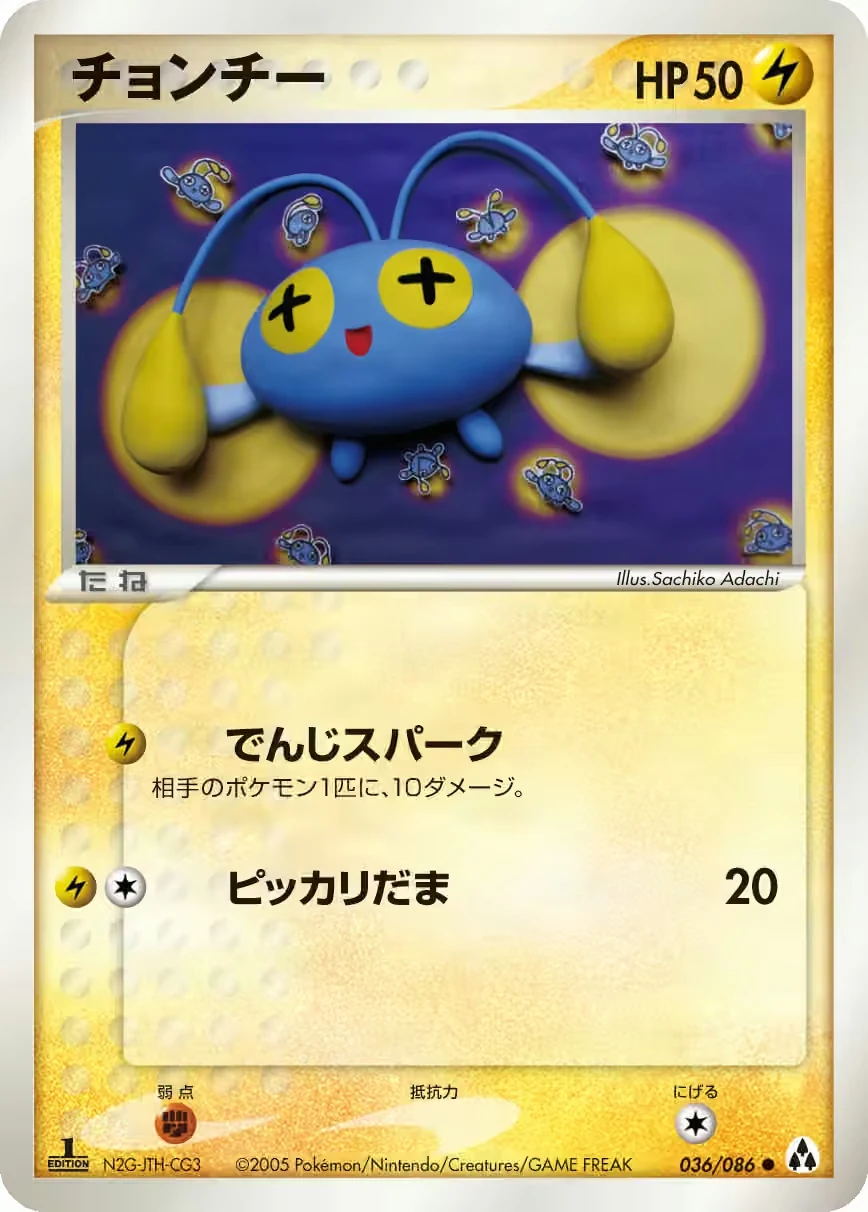 チョンチー HP50
たね Illus.Sachiko Adachi
でんじスパーク
相手のポケモン1匹に、10ダメージ。
ピッカリだま 20
弱点 抵抗力 にげる
1 EDITION N2G-JTH-CG3 ©2005 Pokémon/Nintendo/Creatures/GAME FREAK 036/086